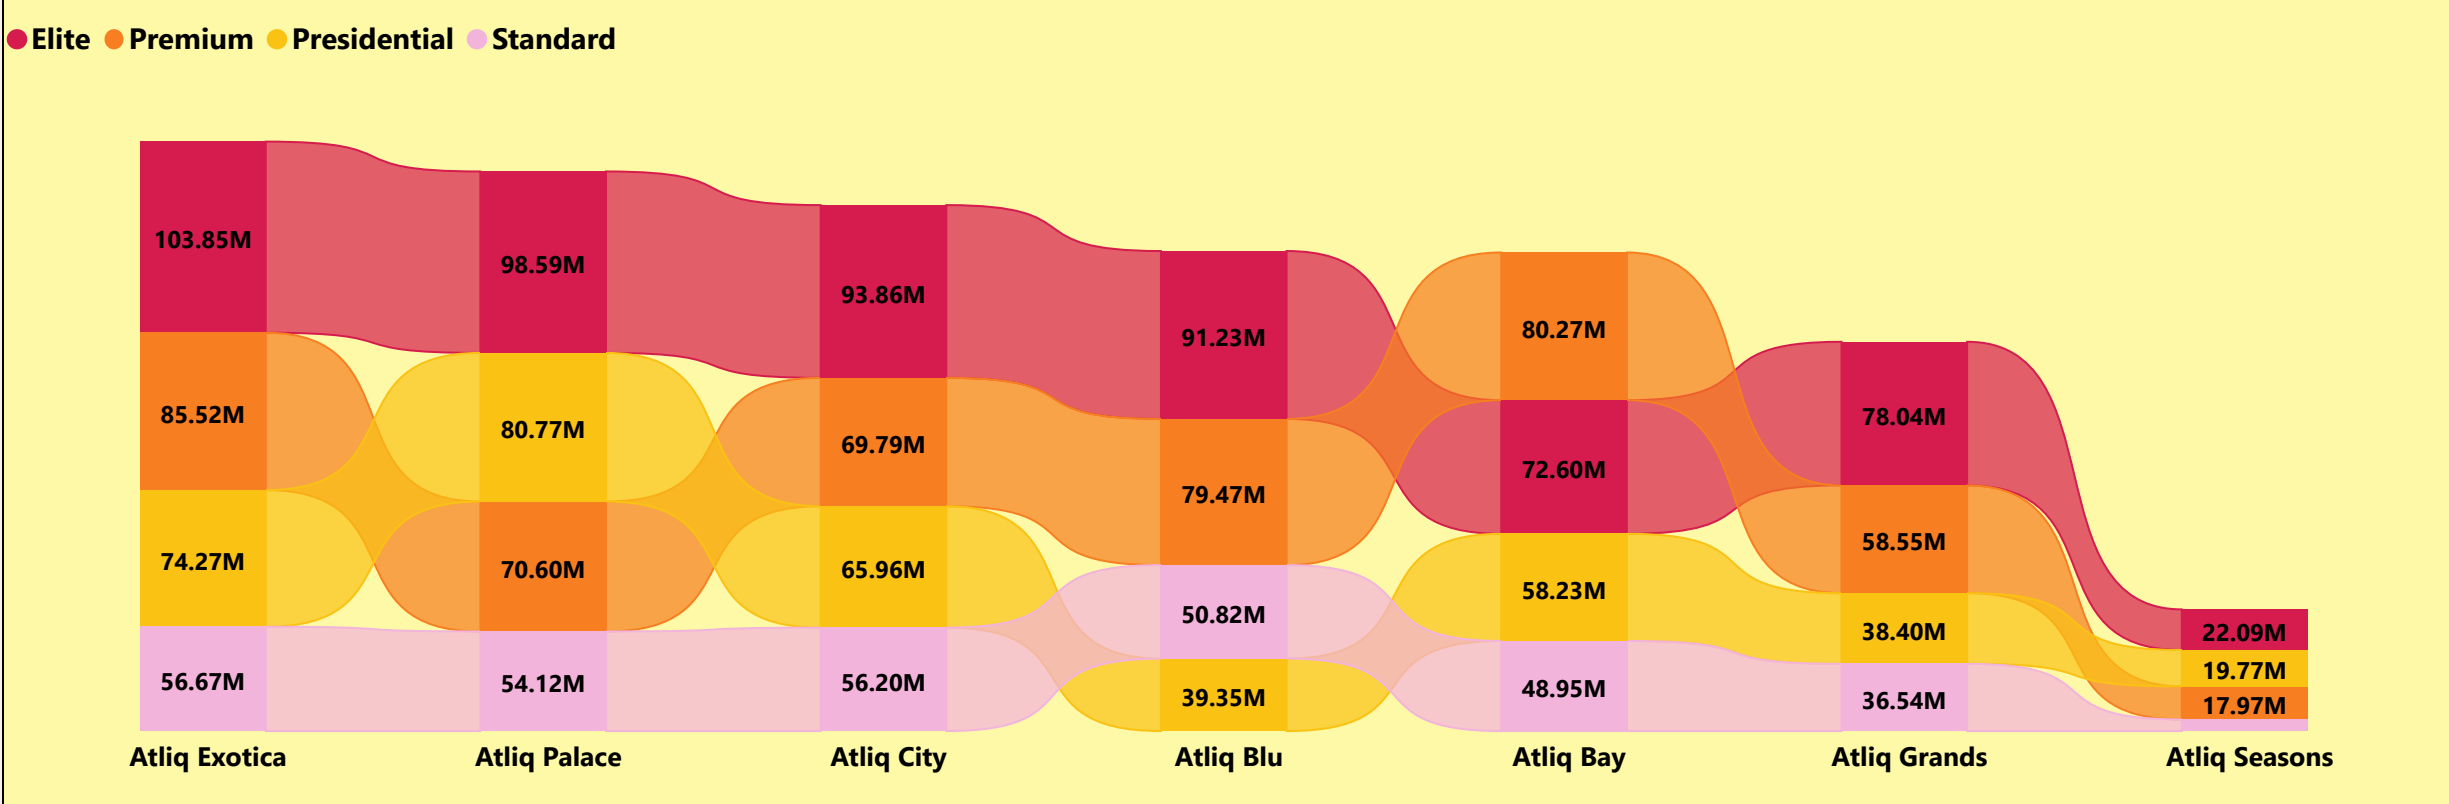 Elite Premium Presidential Standard
103.85M
85.52M
74.27M
56.67M
98.59M
80.77M
70.60M
54.12M
93.86M
69.79M
65.96M
56.20M
91.23M
79.47M
50.82M
39.35M
80.27M
72.60M
58.23M
48.95M
78.04M
58.55M
38.40M
36.54M
22.09M
19.77M
17.97M
Atliq Exotica Atliq Palace Atliq City Atliq Blu Atliq Bay Atliq Grands Atliq Seasons